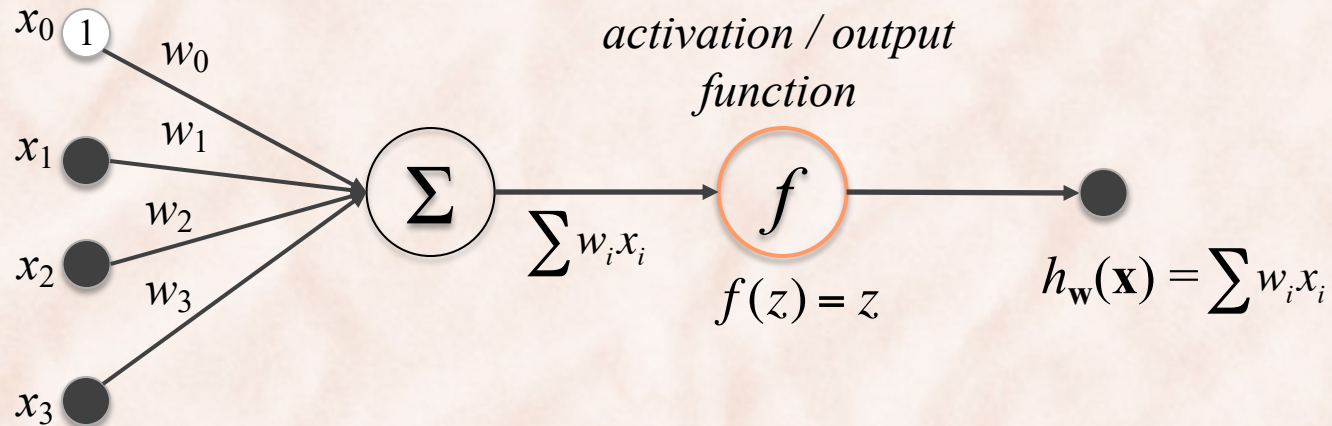 x₀ 1
w₀
activation / output
function
x₁
w₁
Σ
f
w₂
∑wᵢxᵢ
x₂
f(z) = z
h𝐰(𝐱) = ∑wᵢxᵢ
w₃
x₃